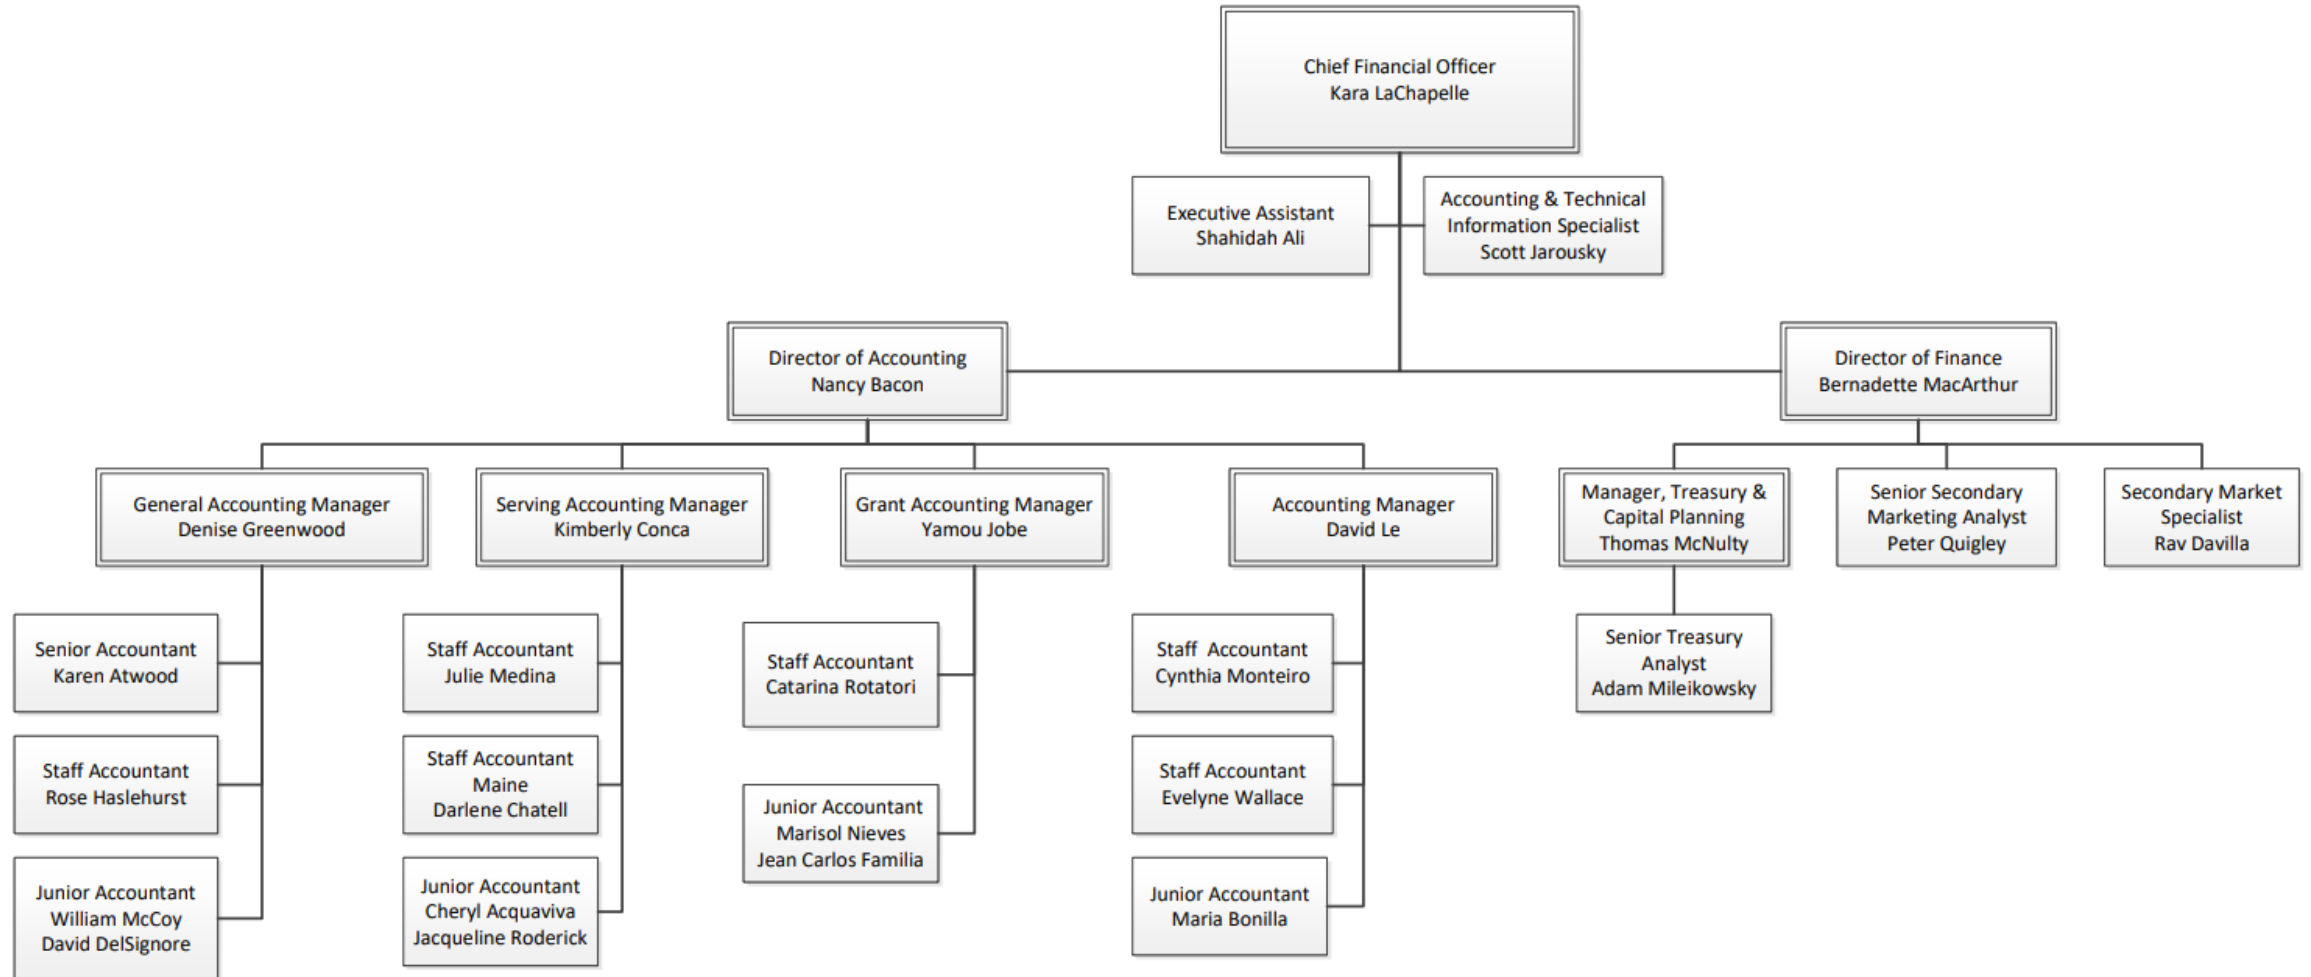 Chief Financial Officer
Kara LaChapelle
Executive Assistant
Shahidah Ali
Accounting & Technical
Information Specialist
Scott Jarousky
Director of Accounting
Nancy Bacon
Director of Finance
Bernadette MacArthur
General Accounting Manager
Denise Greenwood
Serving Accounting Manager
Kimberly Conca
Grant Accounting Manager
Yamou Jobe
Accounting Manager
David Le
Manager, Treasury &
Capital Planning
Thomas McNulty
Senior Secondary
Marketing Analyst
Peter Quigley
Secondary Market
Specialist
Rav Davilla
Senior Accountant
Karen Atwood
Staff Accountant
Julie Medina
Staff Accountant
Catarina Rotatori
Staff Accountant
Cynthia Monteiro
Senior Treasury
Analyst
Adam Mileikowsky
Staff Accountant
Rose Haslehurst
Staff Accountant
Maine
Darlene Chatell
Junior Accountant
Marisol Nieves
Jean Carlos Familia
Staff Accountant
Evelyne Wallace
Junior Accountant
William McCoy
David DelSignore
Junior Accountant
Cheryl Acquaviva
Jacqueline Roderick
Junior Accountant
Maria Bonilla